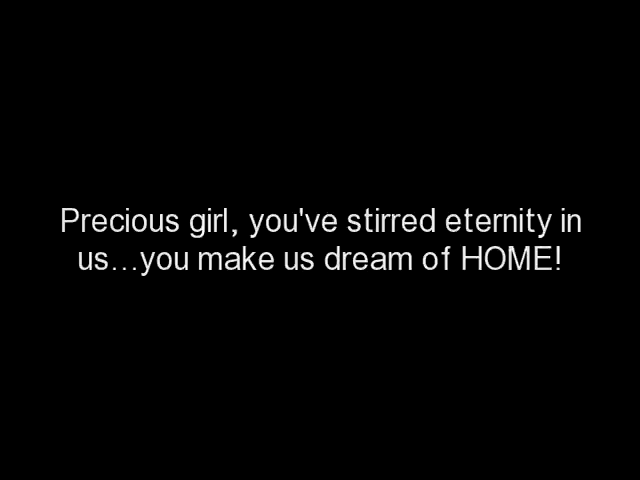 Precious girl, you've stirred eternity in
us...you make us dream of HOME!